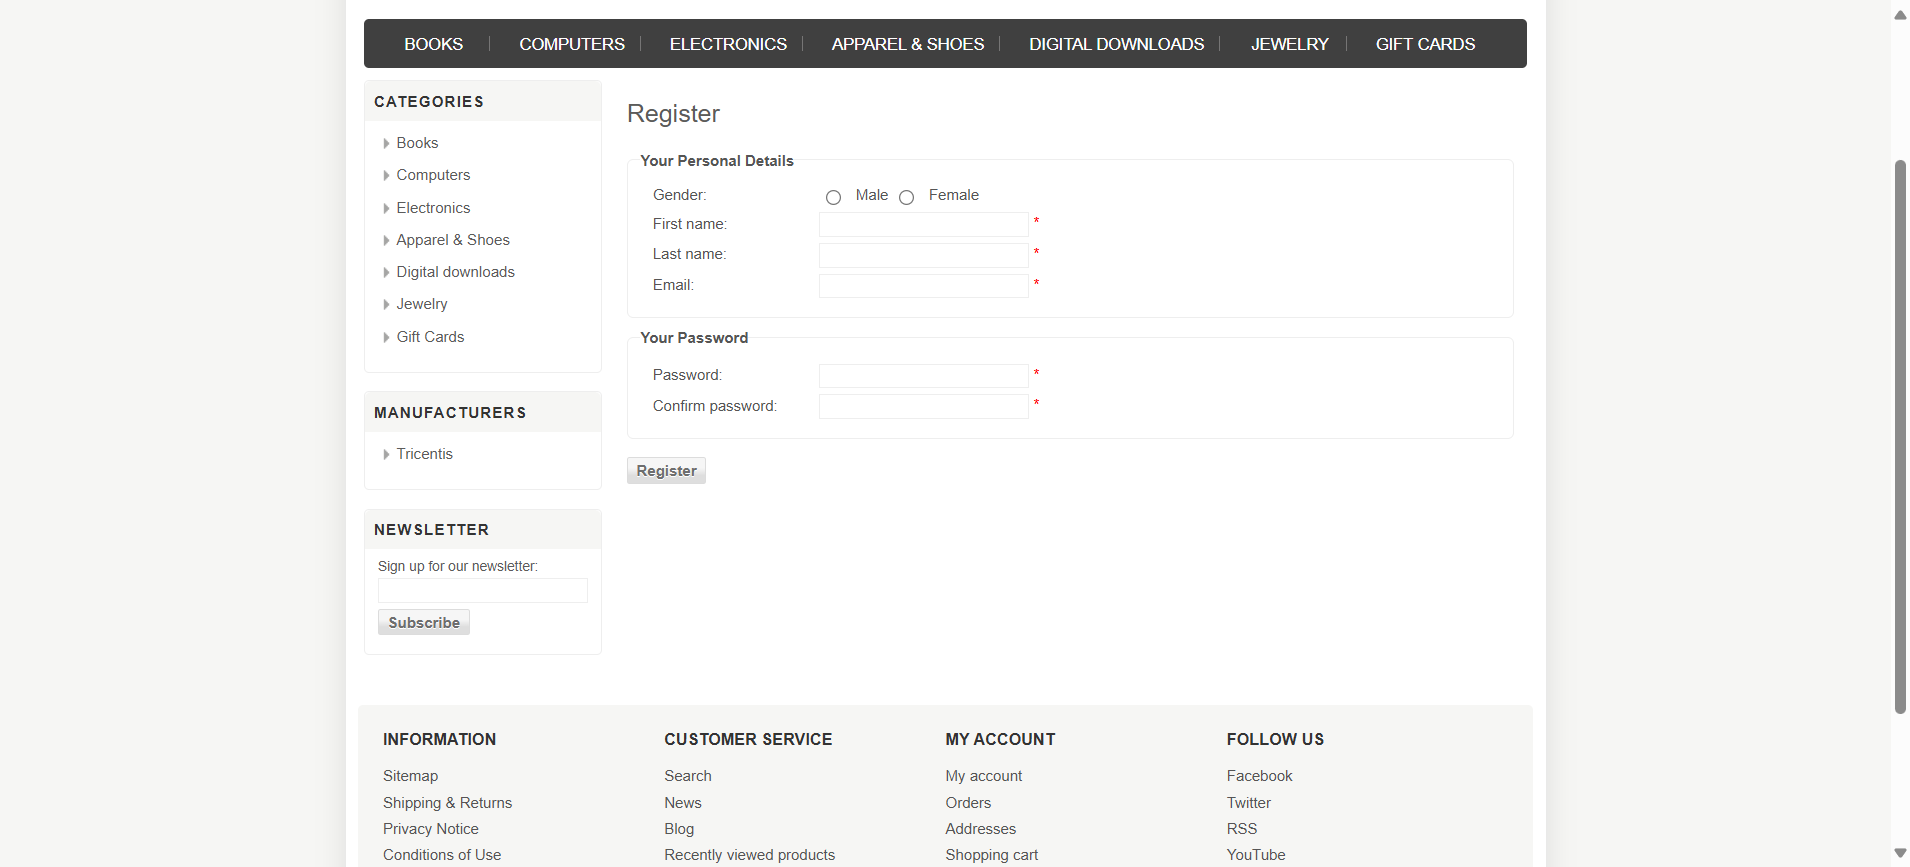 BOOKS COMPUTERS ELECTRONICS APPAREL & SHOES DIGITAL DOWNLOADS JEWELRY GIFT CARDS
CATEGORIES
Books
Computers
Electronics
Apparel & Shoes
Digital downloads
Jewelry
Gift Cards
MANUFACTURERS
Tricentis
NEWSLETTER
Sign up for our newsletter:
Subscribe
Register
Your Personal Details
Gender: Male Female
First name: *
Last name: *
Email: *
Your Password
Password: *
Confirm password: *
Register
INFORMATION
Sitemap
Shipping & Returns
Privacy Notice
Conditions of Use
CUSTOMER SERVICE
Search
News
Blog
Recently viewed products
MY ACCOUNT
My account
Orders
Addresses
Shopping cart
FOLLOW US
Facebook
Twitter
RSS
YouTube